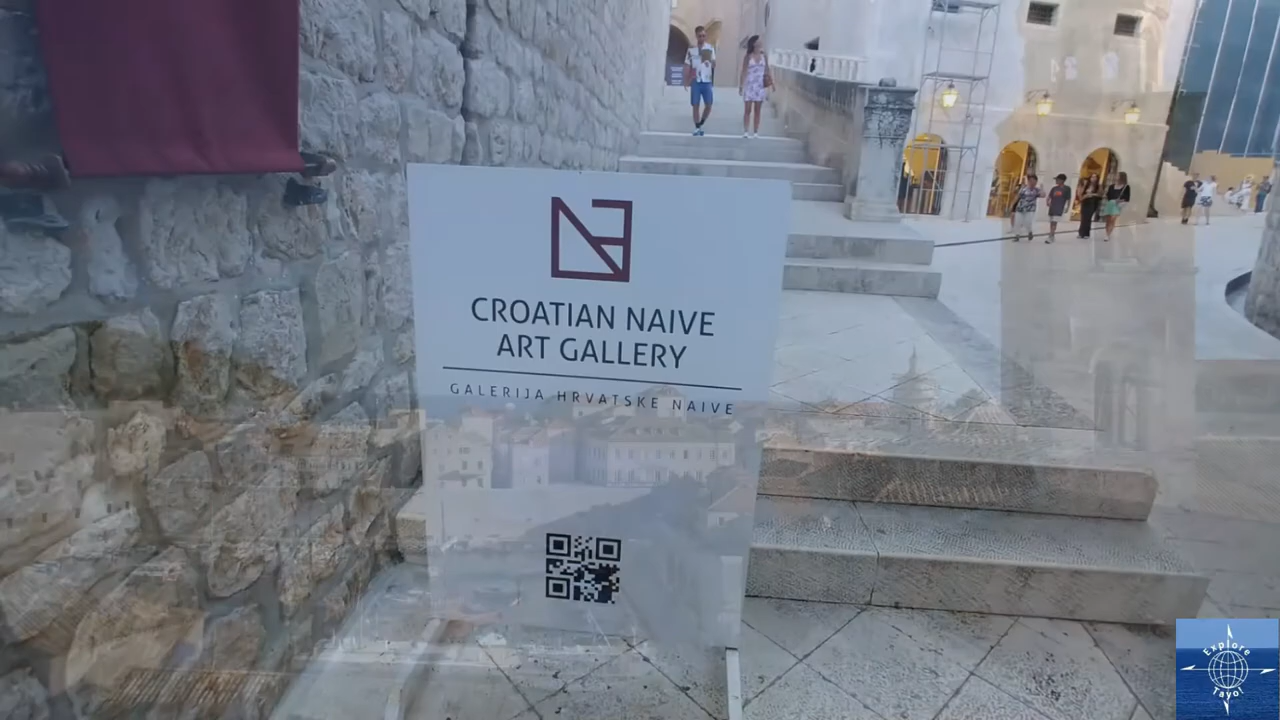 CROATIAN NAIVE
ART GALLERY
GALERIJA HRVATSKE NAIVE
Explore
Tayo!